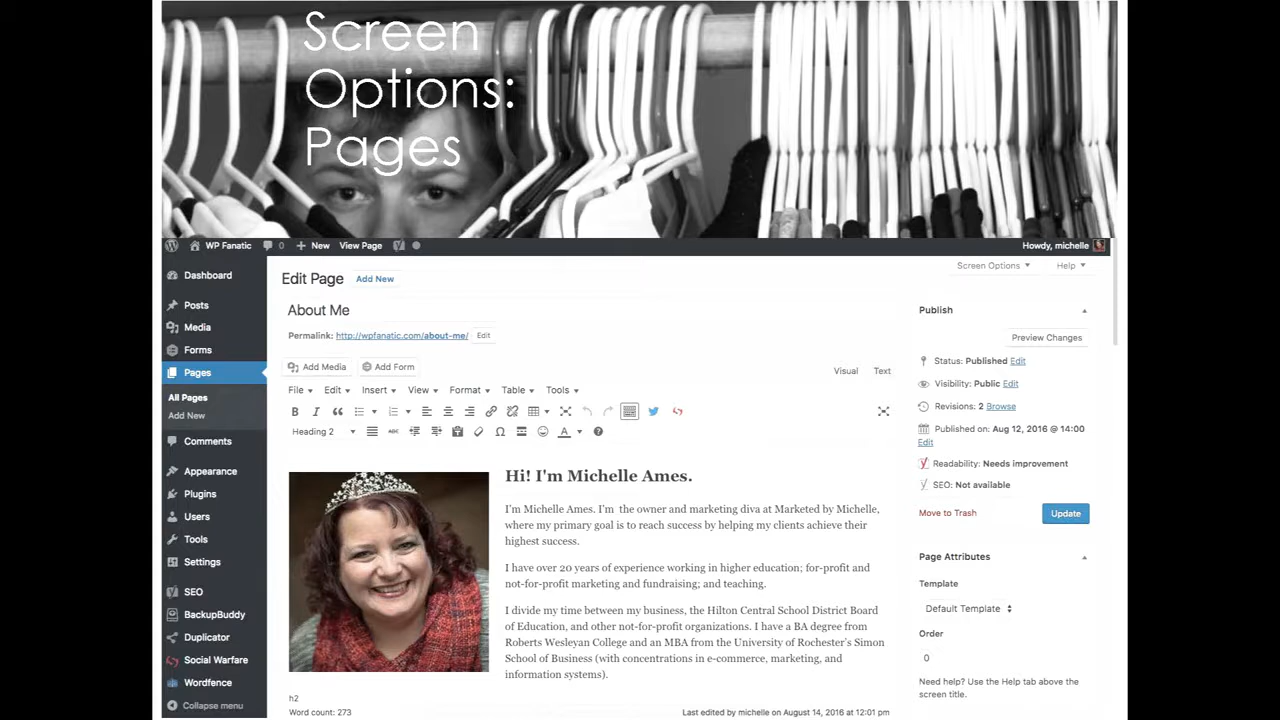 Screen
Options:
Pages
WP Fanatic 0 New View Page Howdy, michelle
Dashboard
Posts
Media
Forms
Pages
All Pages
Add New
Comments
Appearance
Plugins
Users
Tools
Settings
SEO
BackupBuddy
Duplicator
Social Warfare
Wordfence
Collapse menu
Screen Options Help
Edit Page Add New
About Me
Permalink: http://wpfanatic.com/about-me/ Edit
Add Media Add Form
Visual Text
File Edit Insert View Format Table Tools
Heading 2
Hi! I'm Michelle Ames.
I'm Michelle Ames. I'm the owner and marketing diva at Marketed by Michelle,
where my primary goal is to reach success by helping my clients achieve their
highest success.
I have over 20 years of experience working in higher education; for-profit and
not-for-profit marketing and fundraising; and teaching.
I divide my time between my business, the Hilton Central School District Board
of Education, and other not-for-profit organizations. I have a BA degree from
Roberts Wesleyan College and an MBA from the University of Rochester's Simon
School of Business (with concentrations in e-commerce, marketing, and
information systems).
h2
Word count: 273
Last edited by michelle on August 14, 2016 at 12:01 pm
Publish
Preview Changes
Status: Published Edit
Visibility: Public Edit
Revisions: 2 Browse
Published on: Aug 12, 2016 @ 14:00
Edit
Readability: Needs improvement
SEO: Not available
Move to Trash Update
Page Attributes
Template
Default Template
Order
0
Need help? Use the Help tab above the
screen title.